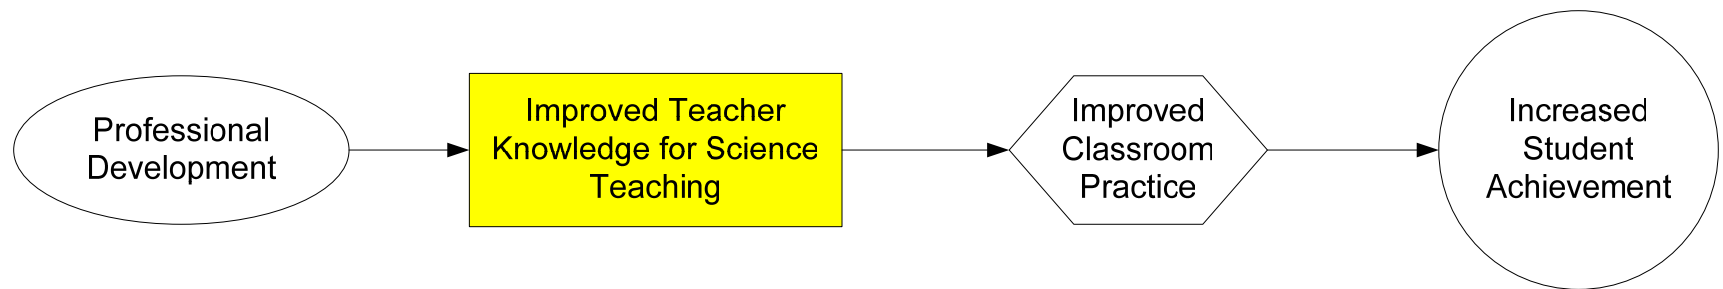 Professional
Development
Improved Teacher
Knowledge for Science
Teaching
Improved
Classroom
Practice
Increased
Student
Achievement